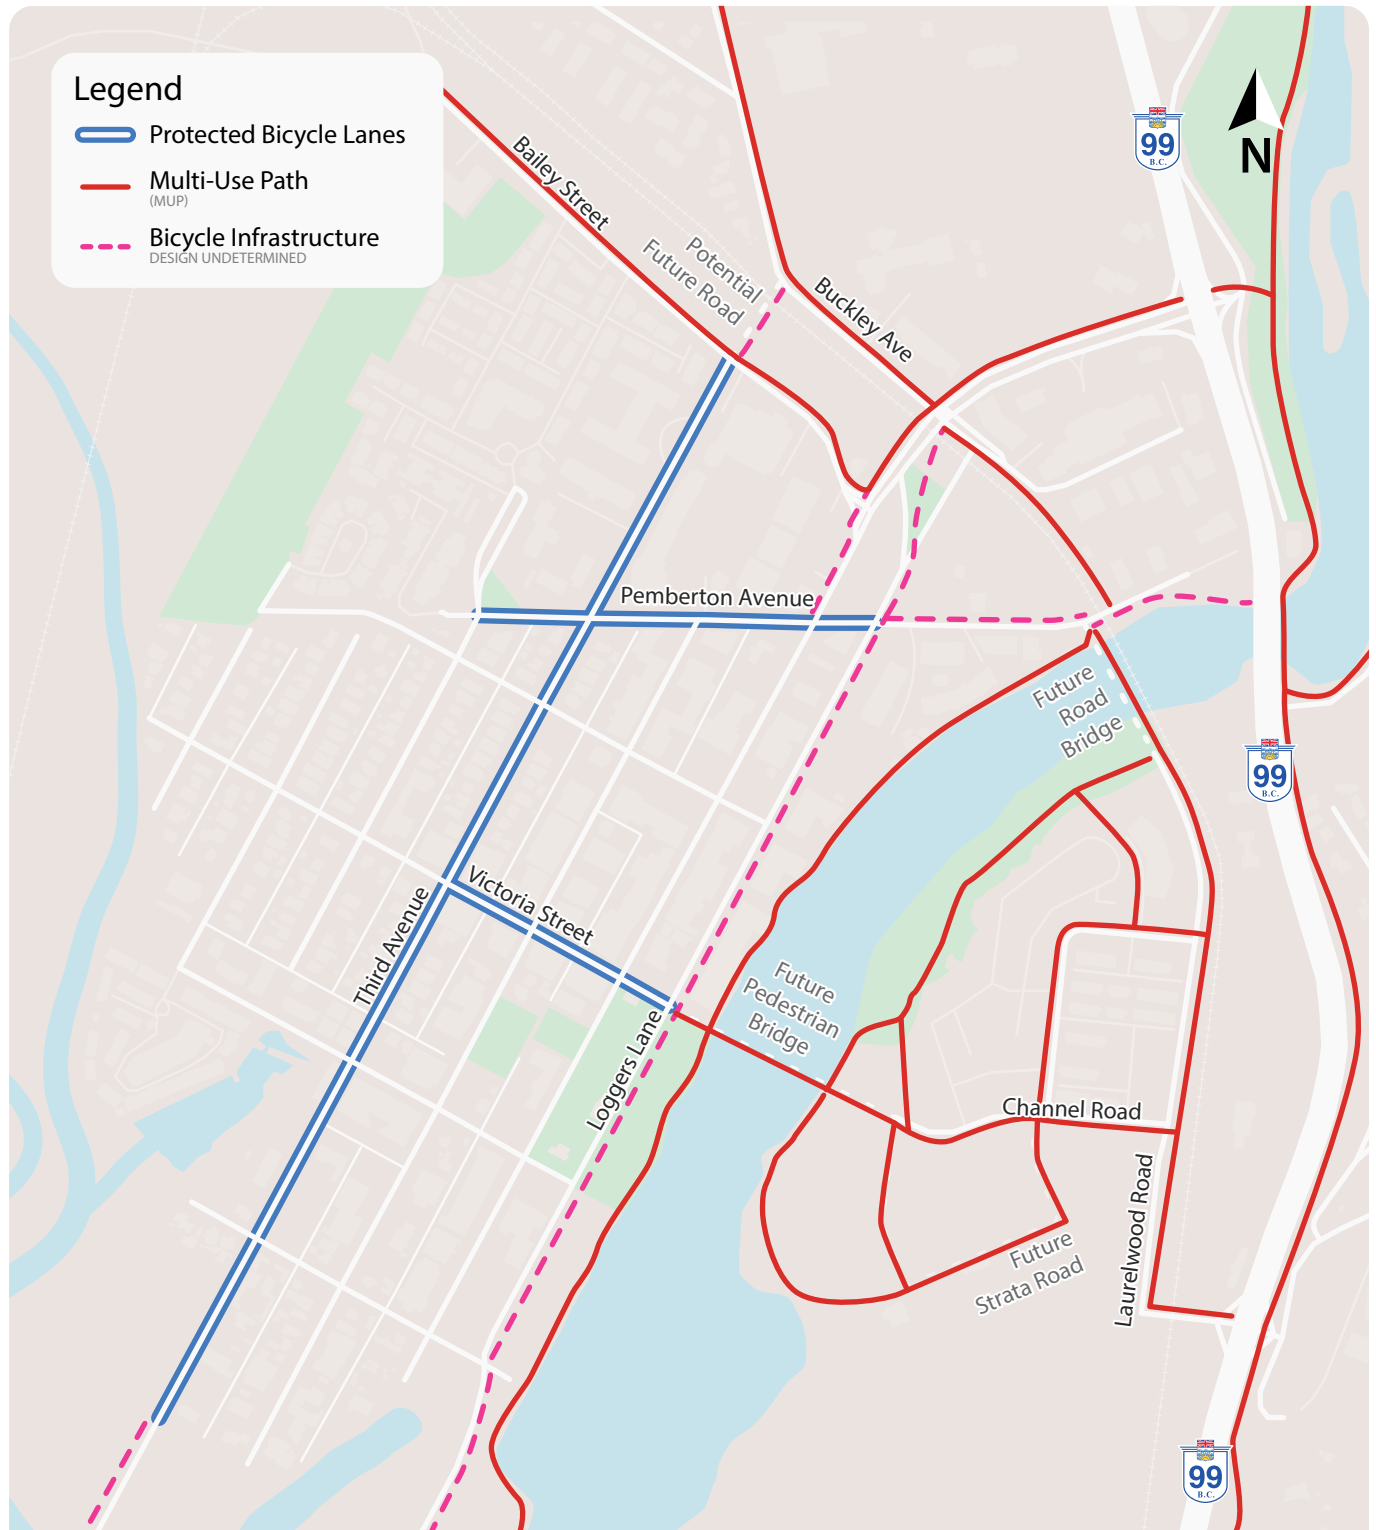 Legend
Protected Bicycle Lanes
Multi-Use Path
(MUP)
Bicycle Infrastructure
DESIGN UNDETERMINED
99
B.C.
N
Bailey Street
Potential
Future Road
Buckley Ave
Pemberton Avenue
Future
Road
Bridge
99
B.C.
Victoria Street
Third Avenue
Future
Pedestrian
Bridge
Loggers Lane
Channel Road
Laurelwood Road
Future
Strata Road
99
B.C.